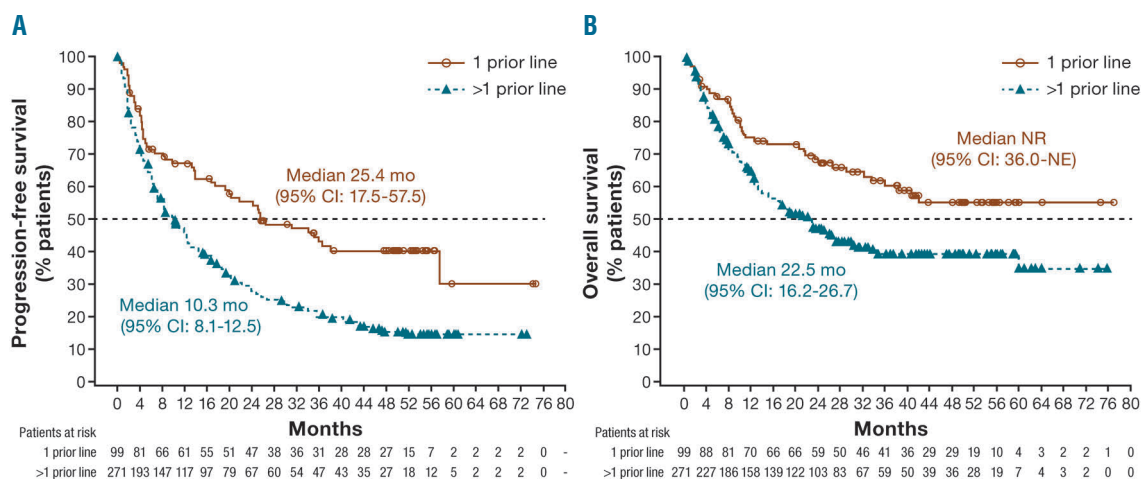 A
Progression-free survival
(% patients)
100
90
80
70
60
50
40
30
20
10
0
1 prior line
>1 prior line
Median 25.4 mo
(95% CI: 17.5-57.5)
Median 10.3 mo
(95% CI: 8.1-12.5)
0 4 8 12 16 20 24 28 32 36 40 44 48 52 56 60 64 68 72 76 80
Months
Patients at risk
1 prior line 99 81 66 61 55 51 47 38 36 31 28 28 27 15 7 2 2 2 2 0 -
>1 prior line 271 193 147 117 97 79 67 60 54 47 43 35 27 18 12 5 2 2 2 0 -
B
Overall survival
(% patients)
100
90
80
70
60
50
40
30
20
10
0
1 prior line
>1 prior line
Median NR
(95% CI: 36.0-NE)
Median 22.5 mo
(95% CI: 16.2-26.7)
0 4 8 12 16 20 24 28 32 36 40 44 48 52 56 60 64 68 72 76 80
Months
Patients at risk
1 prior line 99 88 81 70 66 66 59 50 46 41 36 29 29 19 10 4 3 2 2 1 0
>1 prior line 271 227 186 158 139 122 103 83 67 59 50 39 36 28 19 7 4 3 2 0 0